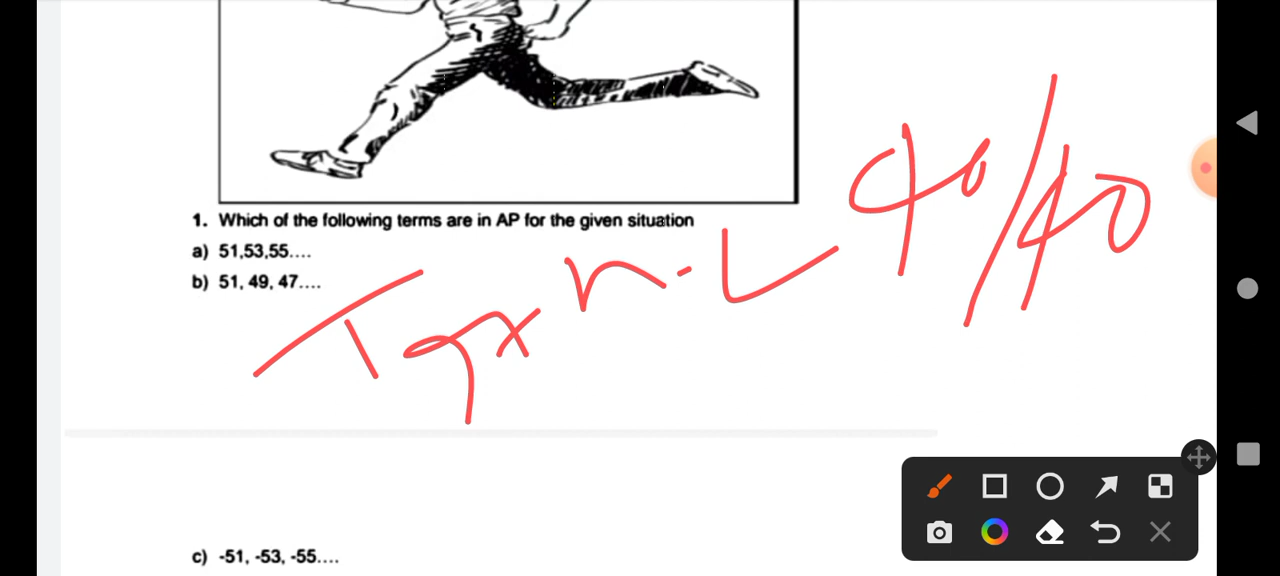 1. Which of the following terms are in AP for the given situation
a) 51,53,55....
b) 51, 49, 47....
40/40
c) -51, -53, -55....